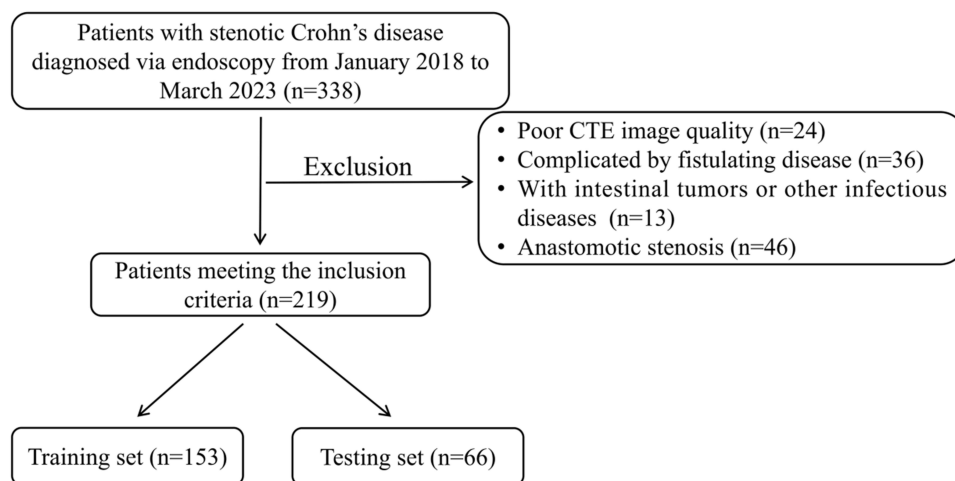 Patients with stenotic Crohn’s disease
diagnosed via endoscopy from January 2018 to
March 2023 (n=338)
Exclusion
• Poor CTE image quality (n=24)
• Complicated by fistulating disease (n=36)
• With intestinal tumors or other infectious
diseases (n=13)
• Anastomotic stenosis (n=46)
Patients meeting the inclusion
criteria (n=219)
Training set (n=153)
Testing set (n=66)